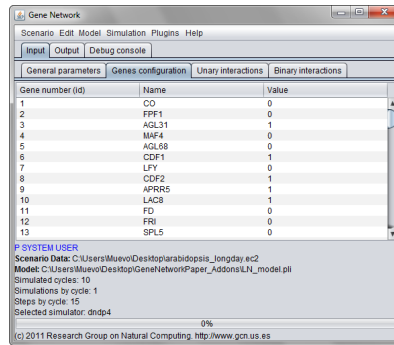 Gene Network
Scenario Edit Model Simulation Plugins Help
Input Output Debug console
General parameters Genes configuration Unary interactions Binary interactions
Gene number (id) Name Value
1 CO 0
2 FPF1 0
3 AGL31 1
4 MAF4 0
5 AGL68 0
6 CDF1 1
7 LFY 0
8 CDF2 1
9 APRR5 1
10 LAC8 1
11 FD 0
12 FRI 0
13 SPL5 0
P SYSTEM USER
Scenario Data: C:\Users\Muevo\Desktop\arabidopsis_longday.ec2
Model: C:\Users\Muevo\Desktop\GeneNetworkPaper_Addons\LN_model.pli
Simulated cycles: 10
Simulations by cycle: 1
Steps by cycle: 15
Selected simulator: dndp4
0%
(c) 2011 Research Group on Natural Computing. http://www.gcn.us.es